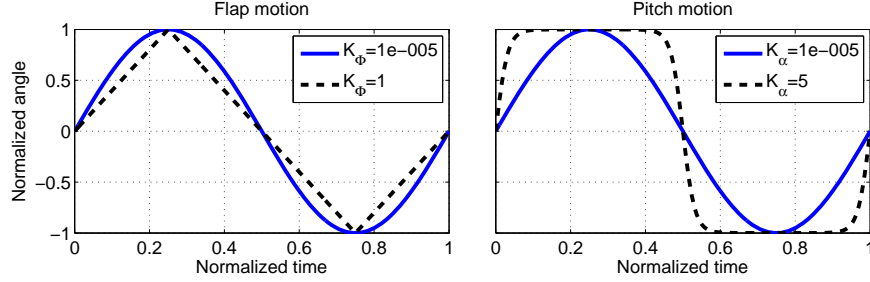 Flap motion
Normalized angle
1
0.5
0
−0.5
−1
K_Φ=1e−005
K_Φ=1
0 0.2 0.4 0.6 0.8 1
Normalized time
Pitch motion
K_α=1e−005
K_α=5
0 0.2 0.4 0.6 0.8 1
Normalized time